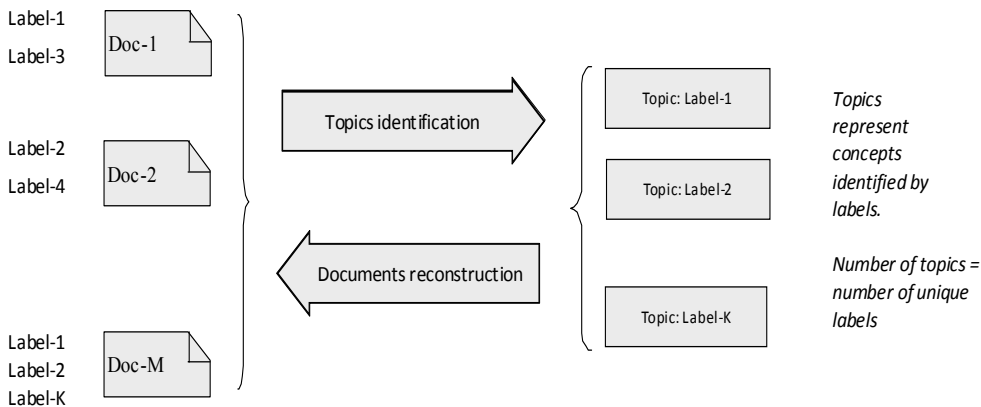 Label-1
Label-3
Doc-1
Label-2
Label-4
Doc-2
Label-1
Label-2
Label-K
Doc-M
Topics identification
Documents reconstruction
Topic: Label-1
Topic: Label-2
Topic: Label-K
Topics
represent
concepts
identified by
labels.
Number of topics =
number of unique
labels